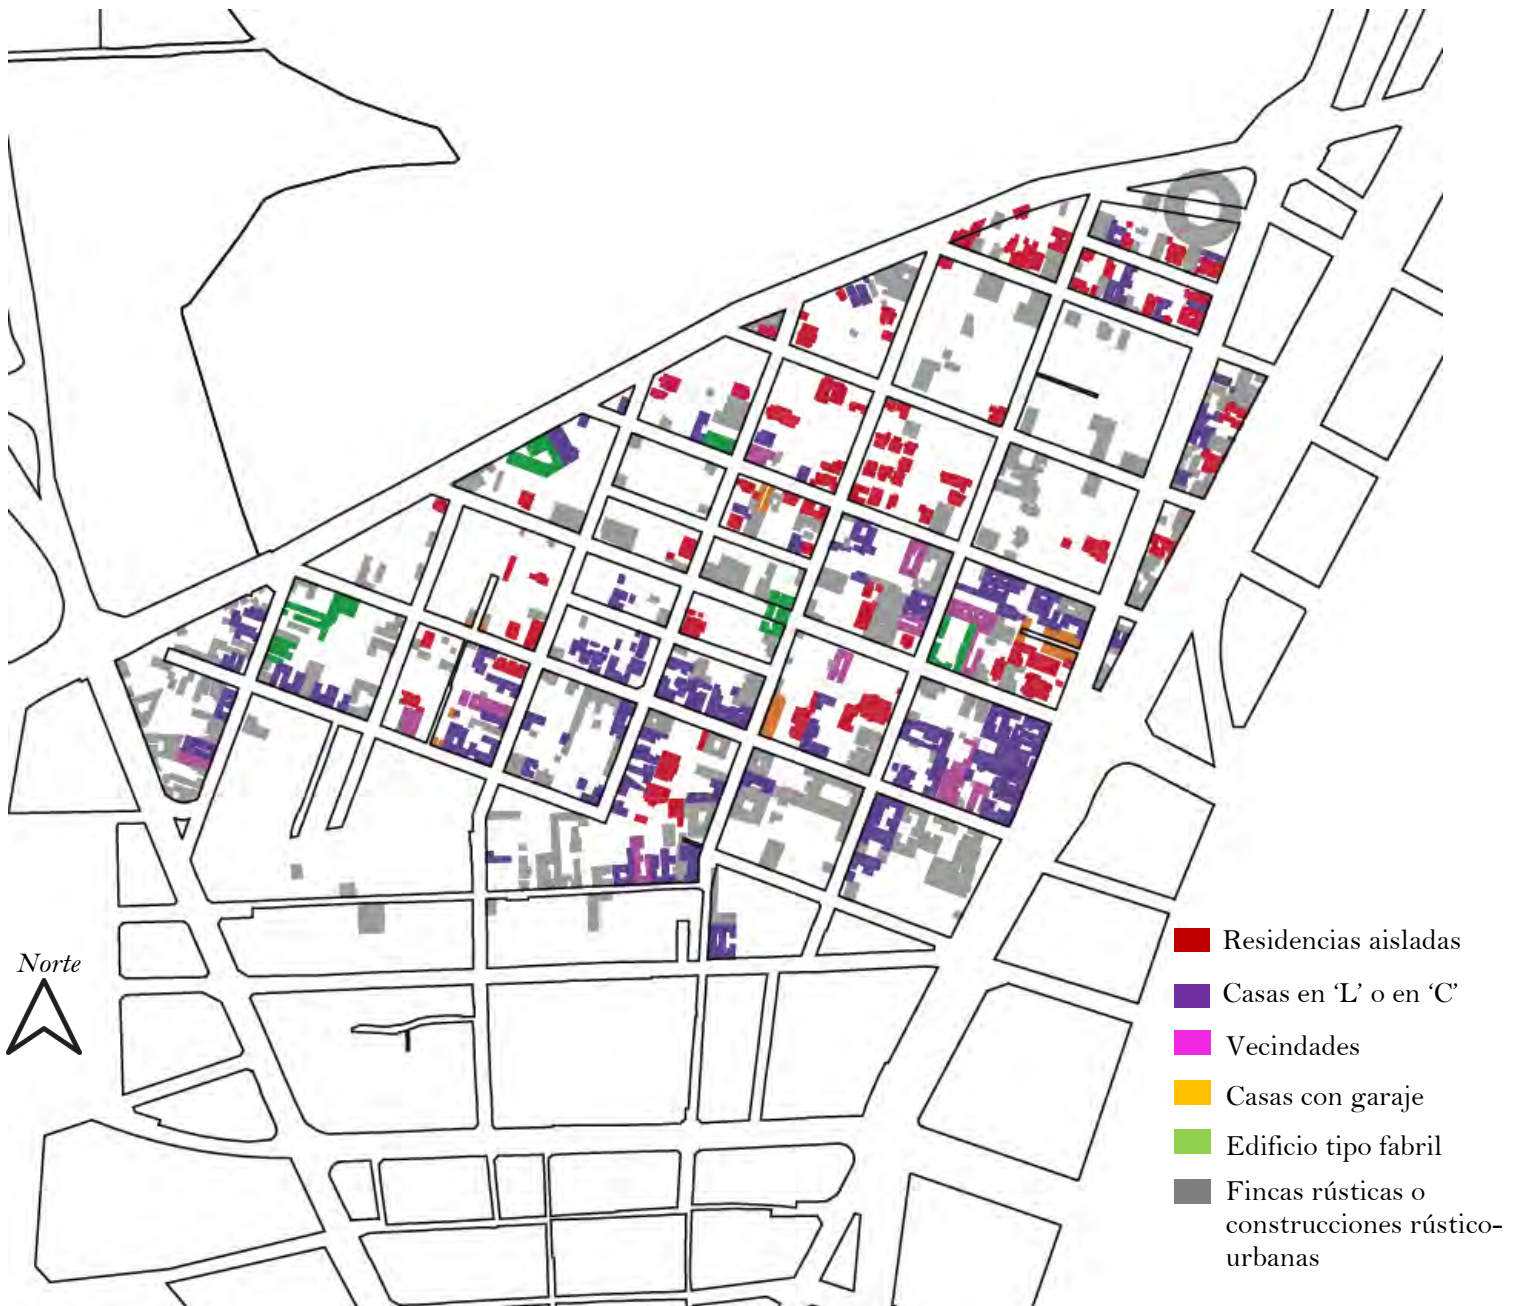 Norte
Residencias aisladas
Casas en ‘L’ o en ‘C’
Vecindades
Casas con garaje
Edificio tipo fabril
Fincas rústicas o
construcciones rústico-
urbanas